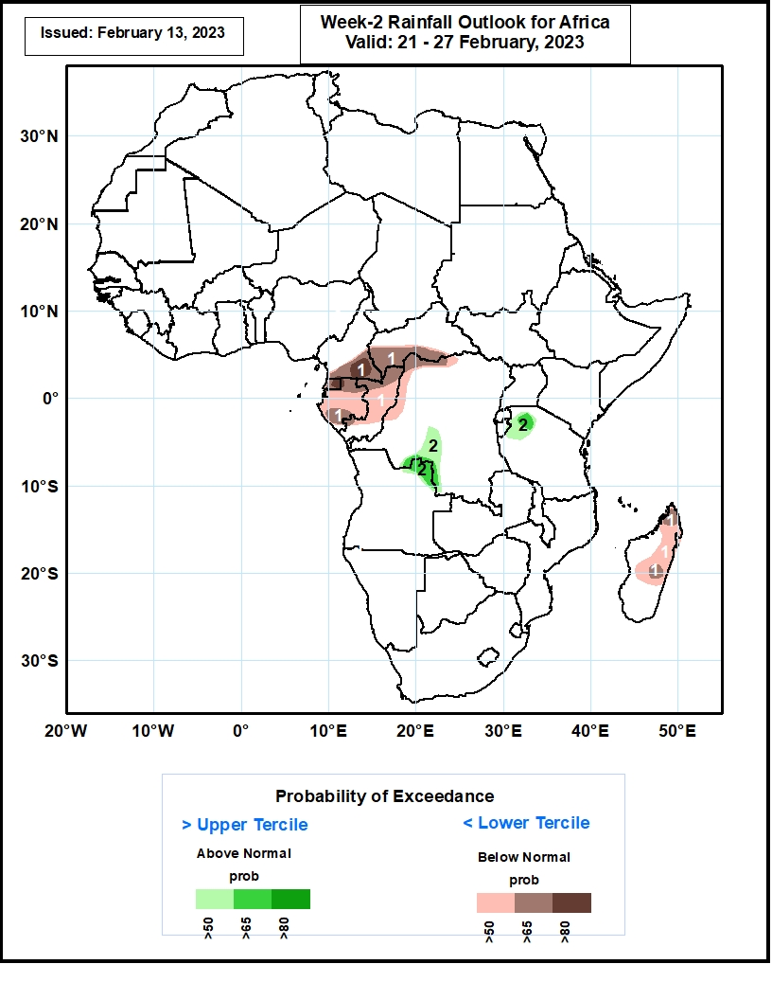 Issued: February 13, 2023
Week-2 Rainfall Outlook for Africa
Valid: 21 - 27 February, 2023
30°N
20°N
10°N
0°
10°S
20°S
30°S
1
1
1
1
2
2
2
1
1
1
20°W 10°W 0° 10°E 20°E 30°E 40°E 50°E
Probability of Exceedance
> Upper Tercile
< Lower Tercile
Above Normal
Below Normal
prob
prob
>50 >65 >80
>50 >65 >80